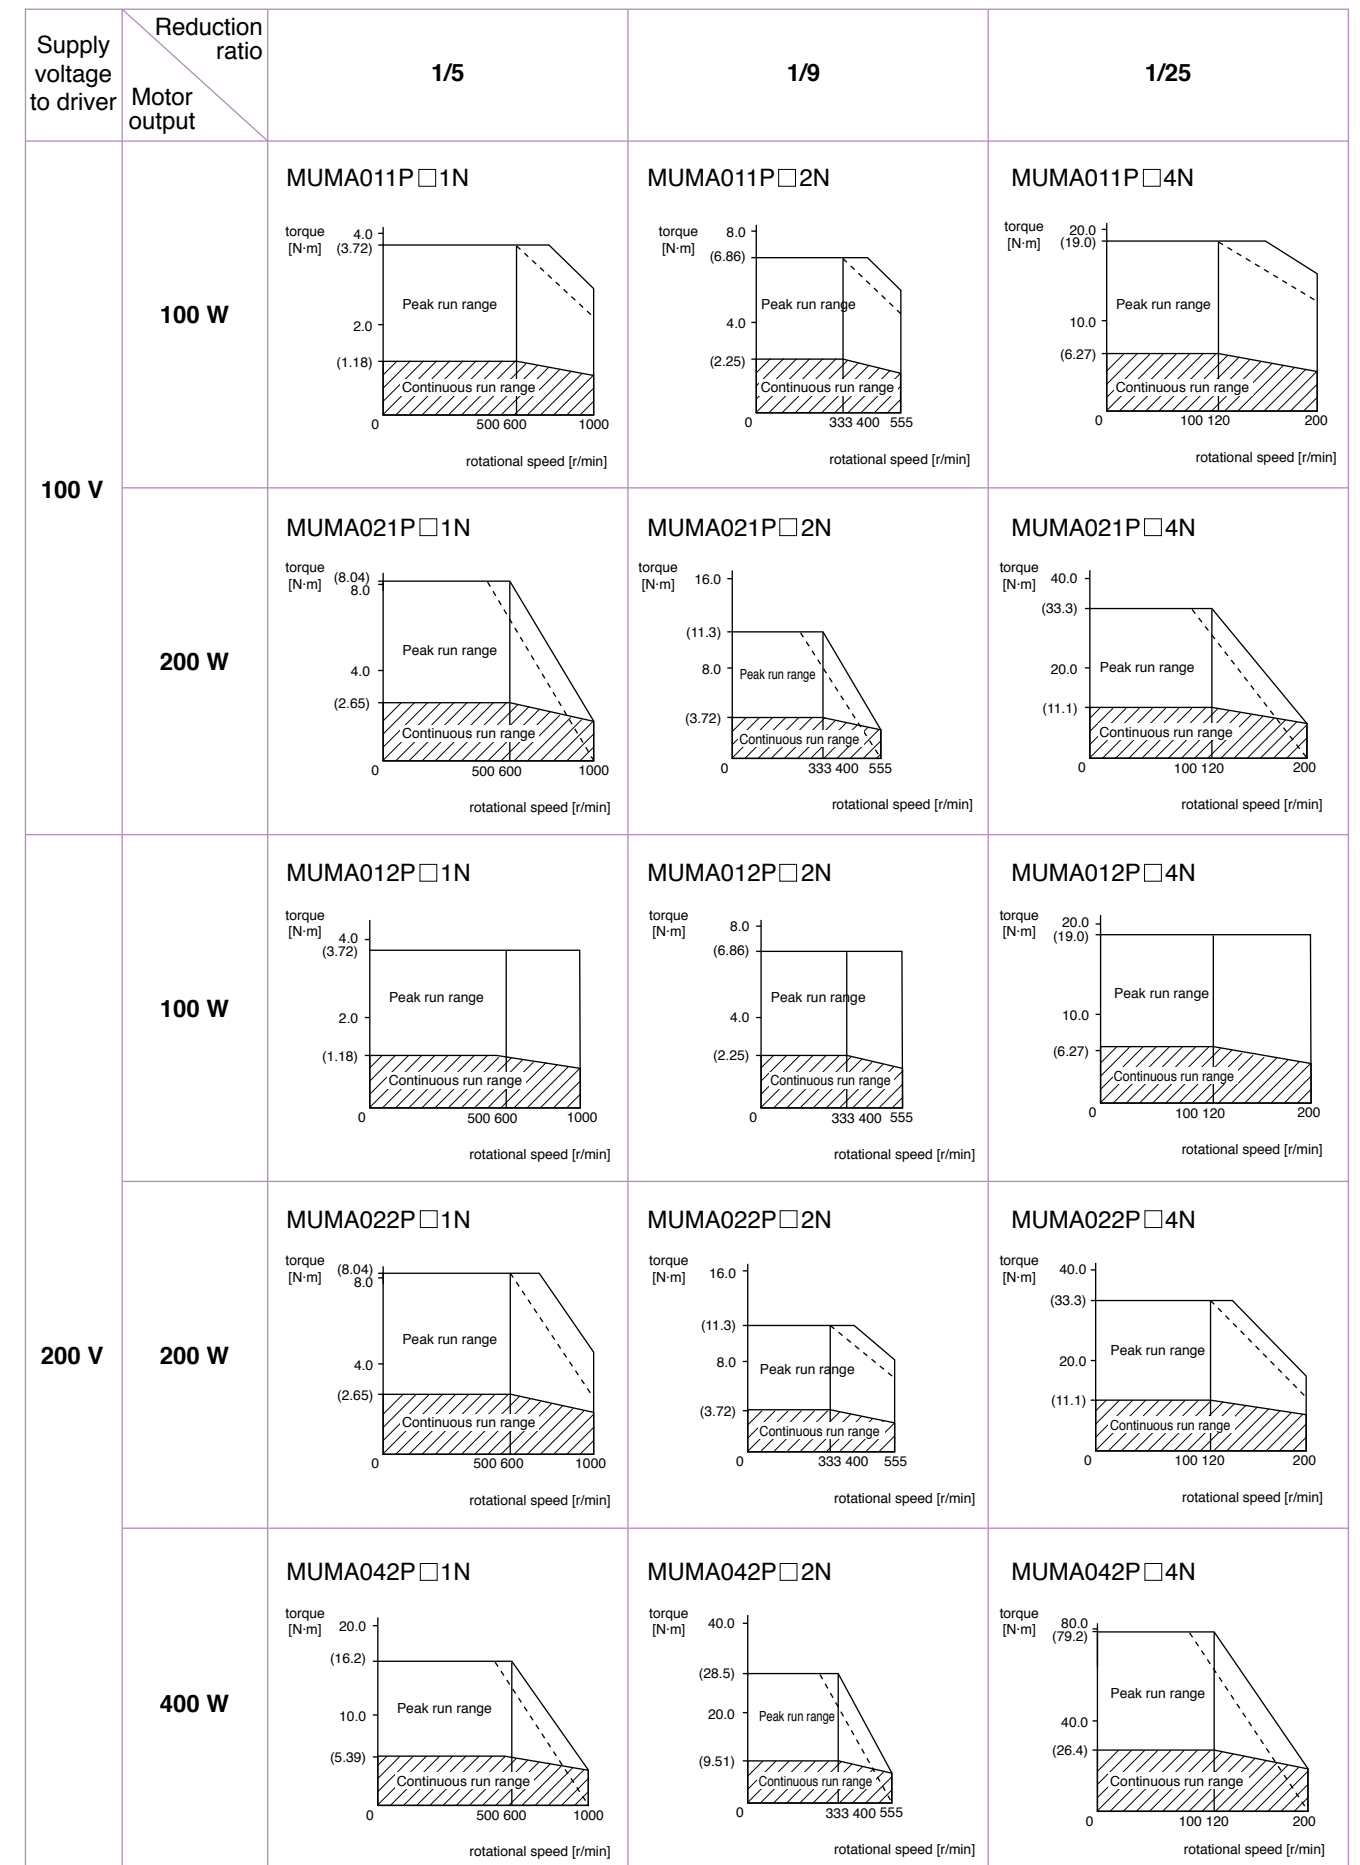 Supply
voltage
to driver
Reduction
ratio
Motor
output
1/5
1/9
1/25
100 V
100 W
MUMA011P□1N
torque
[N·m]
4.0
(3.72)
Peak run range
2.0
(1.18)
Continuous run range
0 500 600 1000
rotational speed [r/min]
MUMA011P□2N
torque
[N·m]
8.0
(6.86)
Peak run range
4.0
(2.25)
Continuous run range
0 333 400 555
rotational speed [r/min]
MUMA011P□4N
torque
[N·m]
20.0
(19.0)
Peak run range
10.0
(6.27)
Continuous run range
0 100 120 200
rotational speed [r/min]
200 W
MUMA021P□1N
torque
[N·m]
(8.04)
8.0
Peak run range
4.0
(2.65)
Continuous run range
0 500 600 1000
rotational speed [r/min]
MUMA021P□2N
torque
[N·m]
16.0
(11.3)
8.0
Peak run range
(3.72)
Continuous run range
0 333 400 555
rotational speed [r/min]
MUMA021P□4N
torque
[N·m]
40.0
(33.3)
20.0
Peak run range
(11.1)
Continuous run range
0 100 120 200
rotational speed [r/min]
200 V
100 W
MUMA012P□1N
torque
[N·m]
4.0
(3.72)
Peak run range
2.0
(1.18)
Continuous run range
0 500 600 1000
rotational speed [r/min]
MUMA012P□2N
torque
[N·m]
8.0
(6.86)
Peak run range
4.0
(2.25)
Continuous run range
0 333 400 555
rotational speed [r/min]
MUMA012P□4N
torque
[N·m]
20.0
(19.0)
Peak run range
10.0
(6.27)
Continuous run range
0 100 120 200
rotational speed [r/min]
200 W
MUMA022P□1N
torque
[N·m]
(8.04)
8.0
Peak run range
4.0
(2.65)
Continuous run range
0 500 600 1000
rotational speed [r/min]
MUMA022P□2N
torque
[N·m]
16.0
(11.3)
8.0
Peak run range
(3.72)
Continuous run range
0 333 400 555
rotational speed [r/min]
MUMA022P□4N
torque
[N·m]
40.0
(33.3)
Peak run range
20.0
(11.1)
Continuous run range
0 100 120 200
rotational speed [r/min]
400 W
MUMA042P□1N
torque
[N·m]
20.0
(16.2)
Peak run range
10.0
(5.39)
Continuous run range
0 500 600 1000
rotational speed [r/min]
MUMA042P□2N
torque
[N·m]
40.0
(28.5)
20.0
Peak run range
(9.51)
Continuous run range
0 333 400 555
rotational speed [r/min]
MUMA042P□4N
torque
[N·m]
80.0
(79.2)
Peak run range
40.0
(26.4)
Continuous run range
0 100 120 200
rotational speed [r/min]